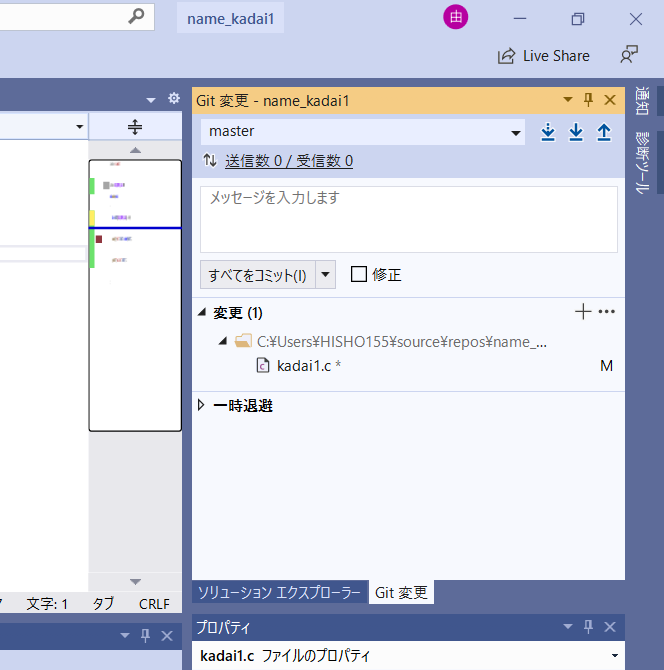 name_kadai1
由
Live Share
Git 変更 - name_kadai1
通知
診断ツール
master
送信数 0 / 受信数 0
メッセージを入力します
すべてをコミット(I)
修正
変更 (1)
C:¥Users¥HISHO155¥source¥repos¥name_...
kadai1.c *
M
一時退避
ソリューション エクスプローラー
Git 変更
文字: 1
タブ
CRLF
プロパティ
kadai1.c ファイルのプロパティ